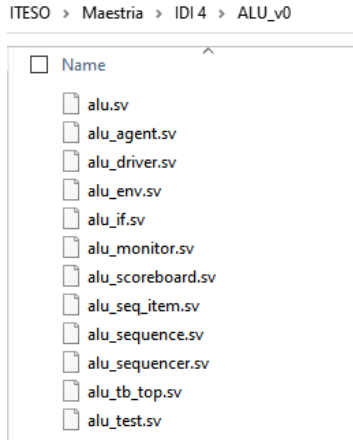 ITESO > Maestria > IDI 4 > ALU_v0
Name
alu.sv
alu_agent.sv
alu_driver.sv
alu_env.sv
alu_if.sv
alu_monitor.sv
alu_scoreboard.sv
alu_seq_item.sv
alu_sequence.sv
alu_sequencer.sv
alu_tb_top.sv
alu_test.sv